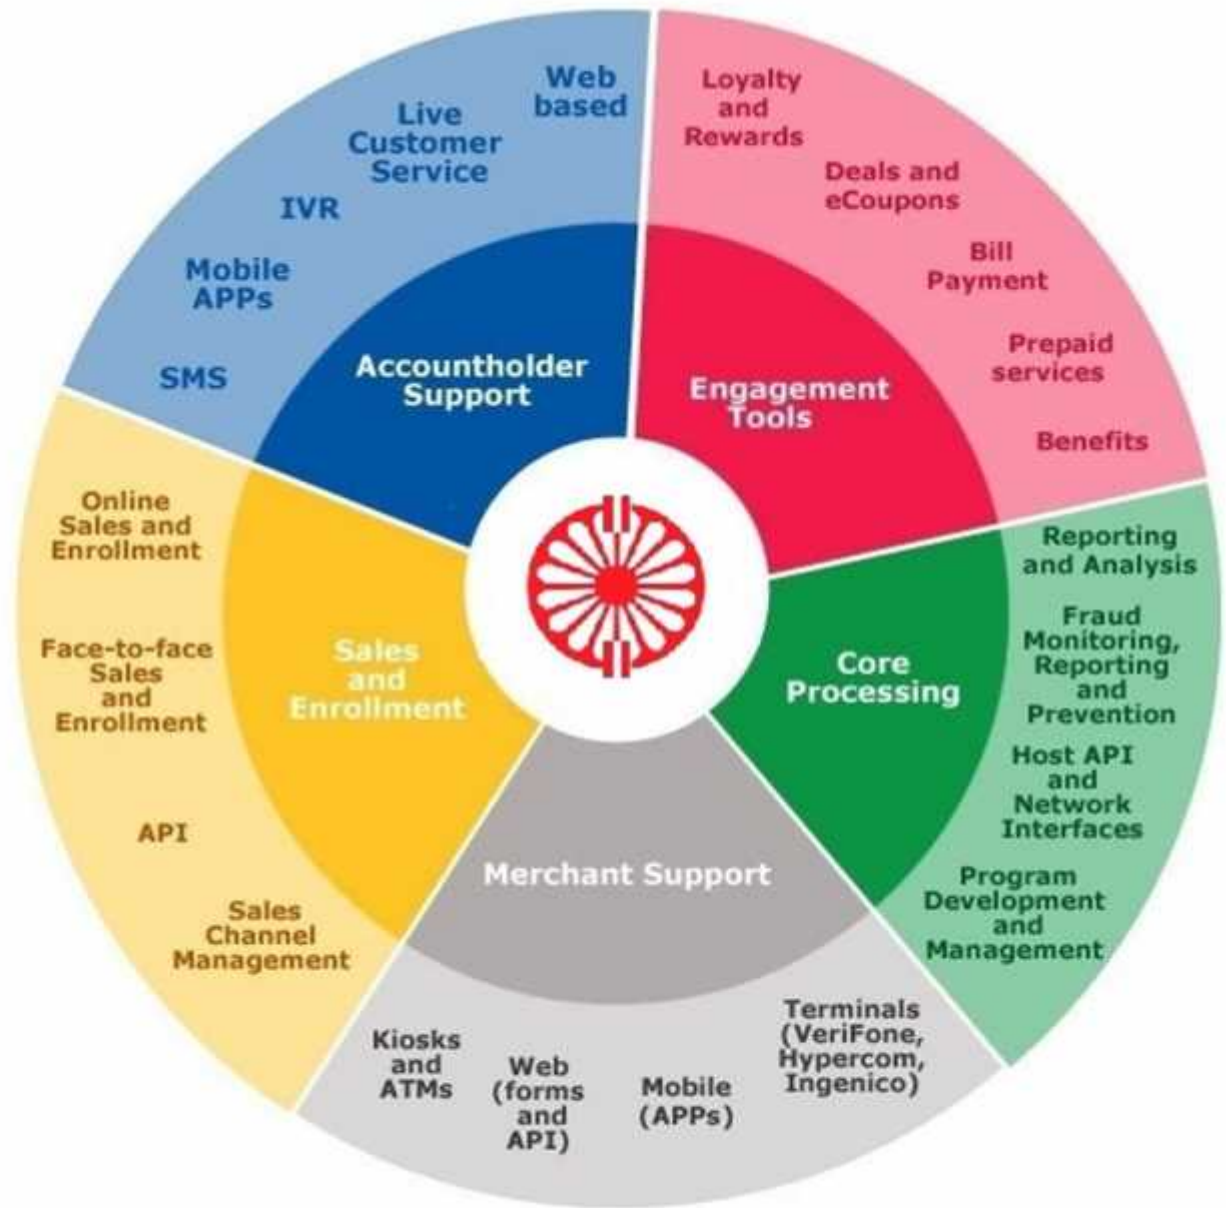 Web
based
Live
Customer
Service
IVR
Mobile
APPs
SMS
Accountholder
Support
Loyalty
and
Rewards
Deals and
eCoupons
Bill
Payment
Prepaid
services
Benefits
Engagement
Tools
Reporting
and Analysis
Fraud
Monitoring,
Reporting
and
Prevention
Host API
and
Network
Interfaces
Program
Development
and
Management
Core
Processing
Merchant Support
Terminals
(VeriFone,
Hypercom,
Ingenico)
Mobile
(APPs)
Web
(forms
and
API)
Kiosks
and
ATMs
Sales
and
Enrollment
Online
Sales and
Enrollment
Face-to-face
Sales
and
Enrollment
API
Sales
Channel
Management